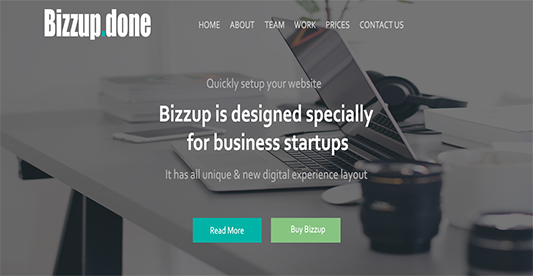 Bizzup.done
HOME ABOUT TEAM WORK PRICES CONTACT US
Quickly setup your website
Bizzup is designed specially
for business startups
It has all unique & new digital experience layout
Read More Buy Bizzup